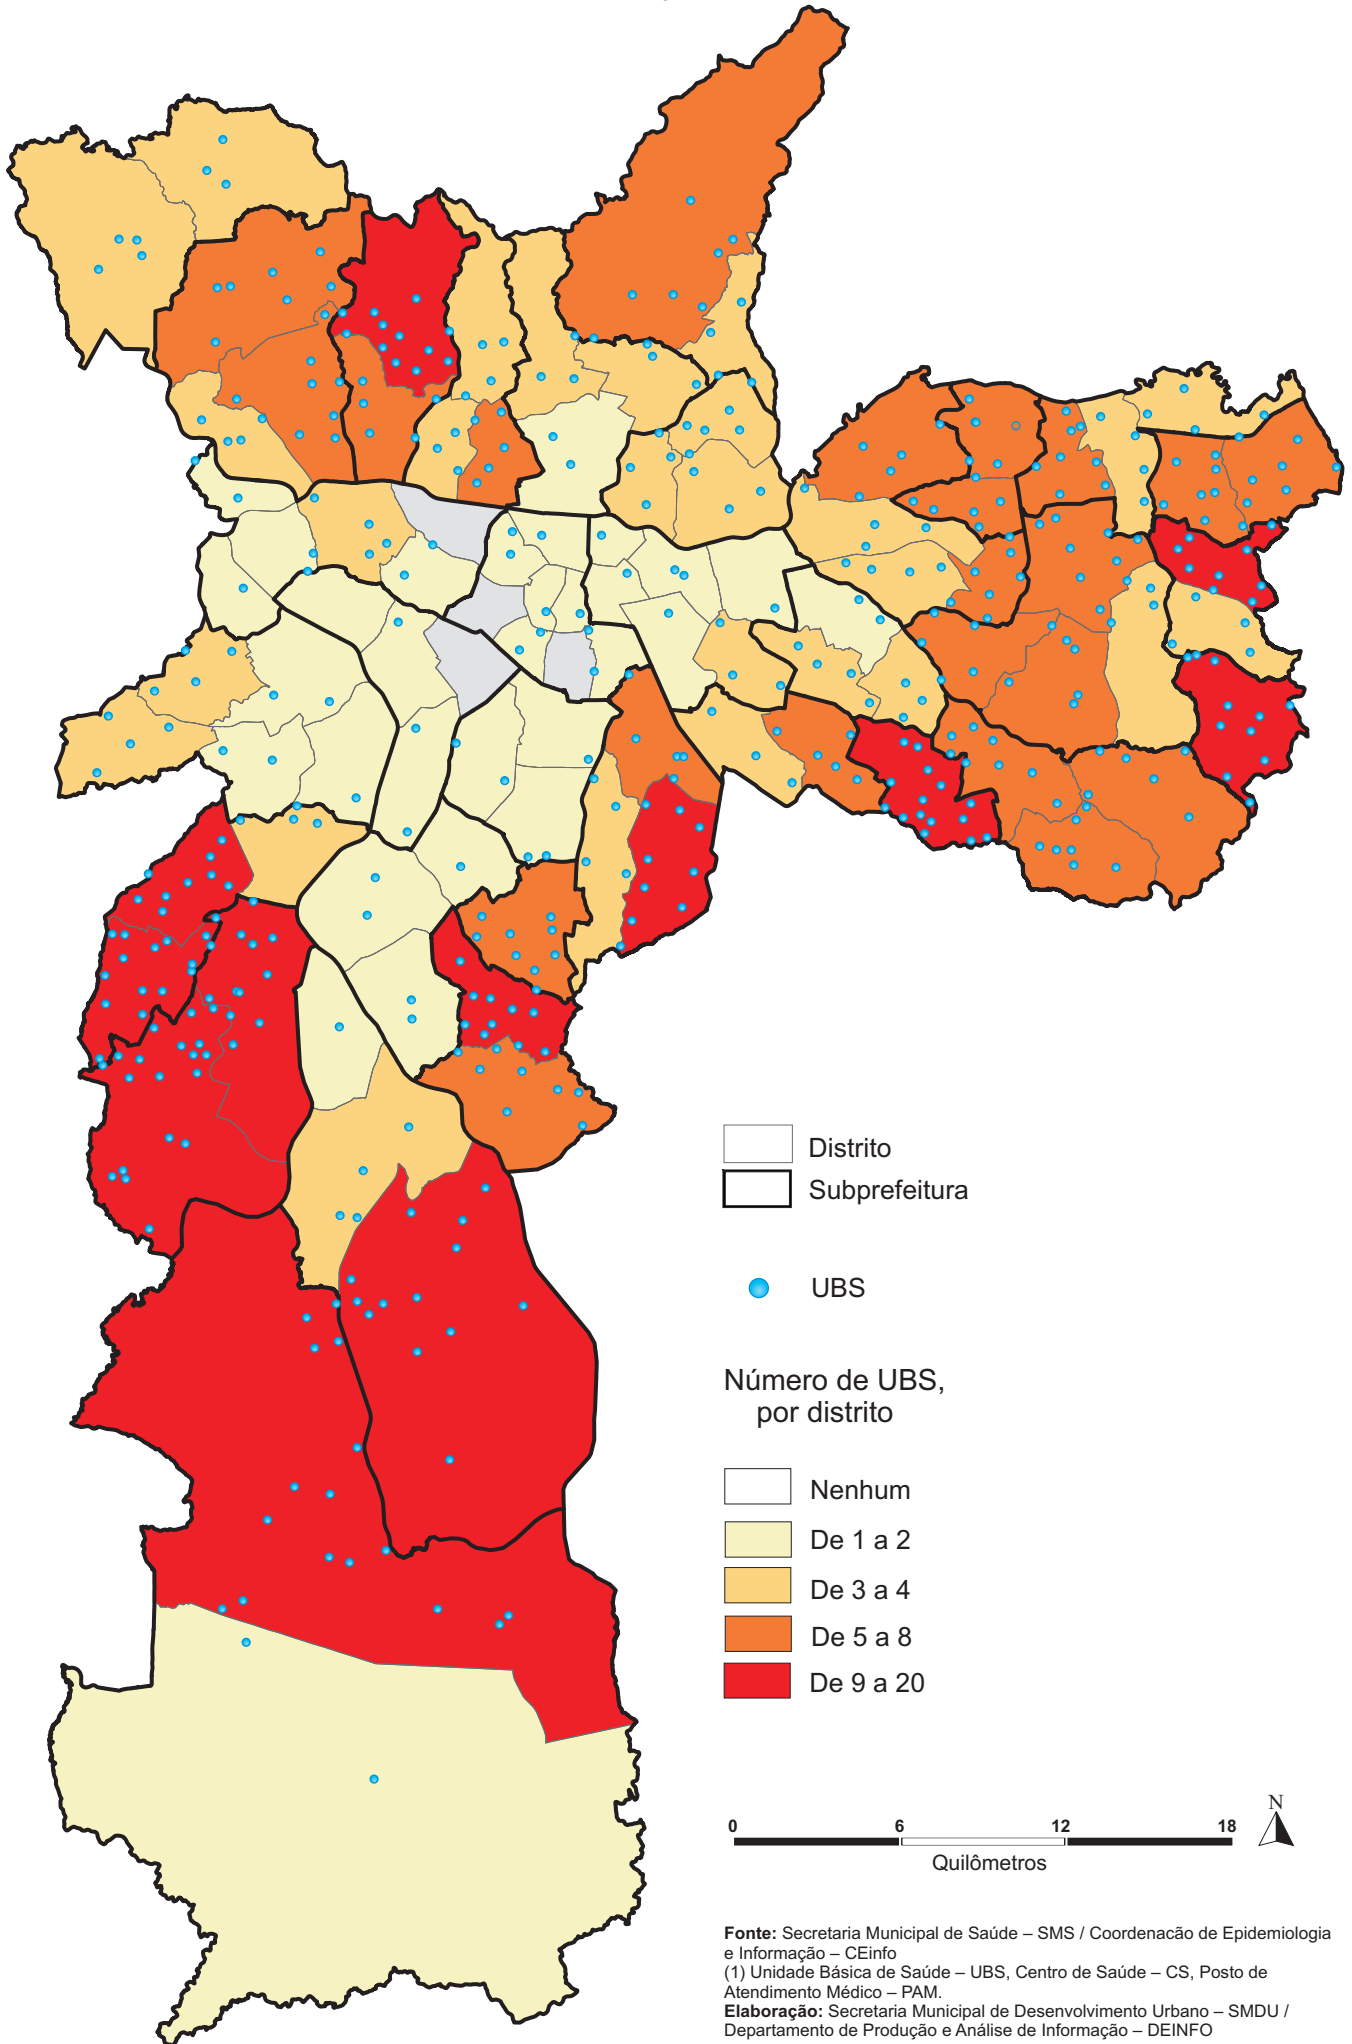 Distrito
Subprefeitura
UBS
Número de UBS,
por distrito
Nenhum
De 1 a 2
De 3 a 4
De 5 a 8
De 9 a 20
N
0 6 12 18
Quilômetros
Fonte: Secretaria Municipal de Saúde – SMS / Coordenacão de Epidemiologia
e Informação – CEinfo
(1) Unidade Básica de Saúde – UBS, Centro de Saúde – CS, Posto de
Atendimento Médico – PAM.
Elaboração: Secretaria Municipal de Desenvolvimento Urbano – SMDU /
Departamento de Produção e Análise de Informação – DEINFO